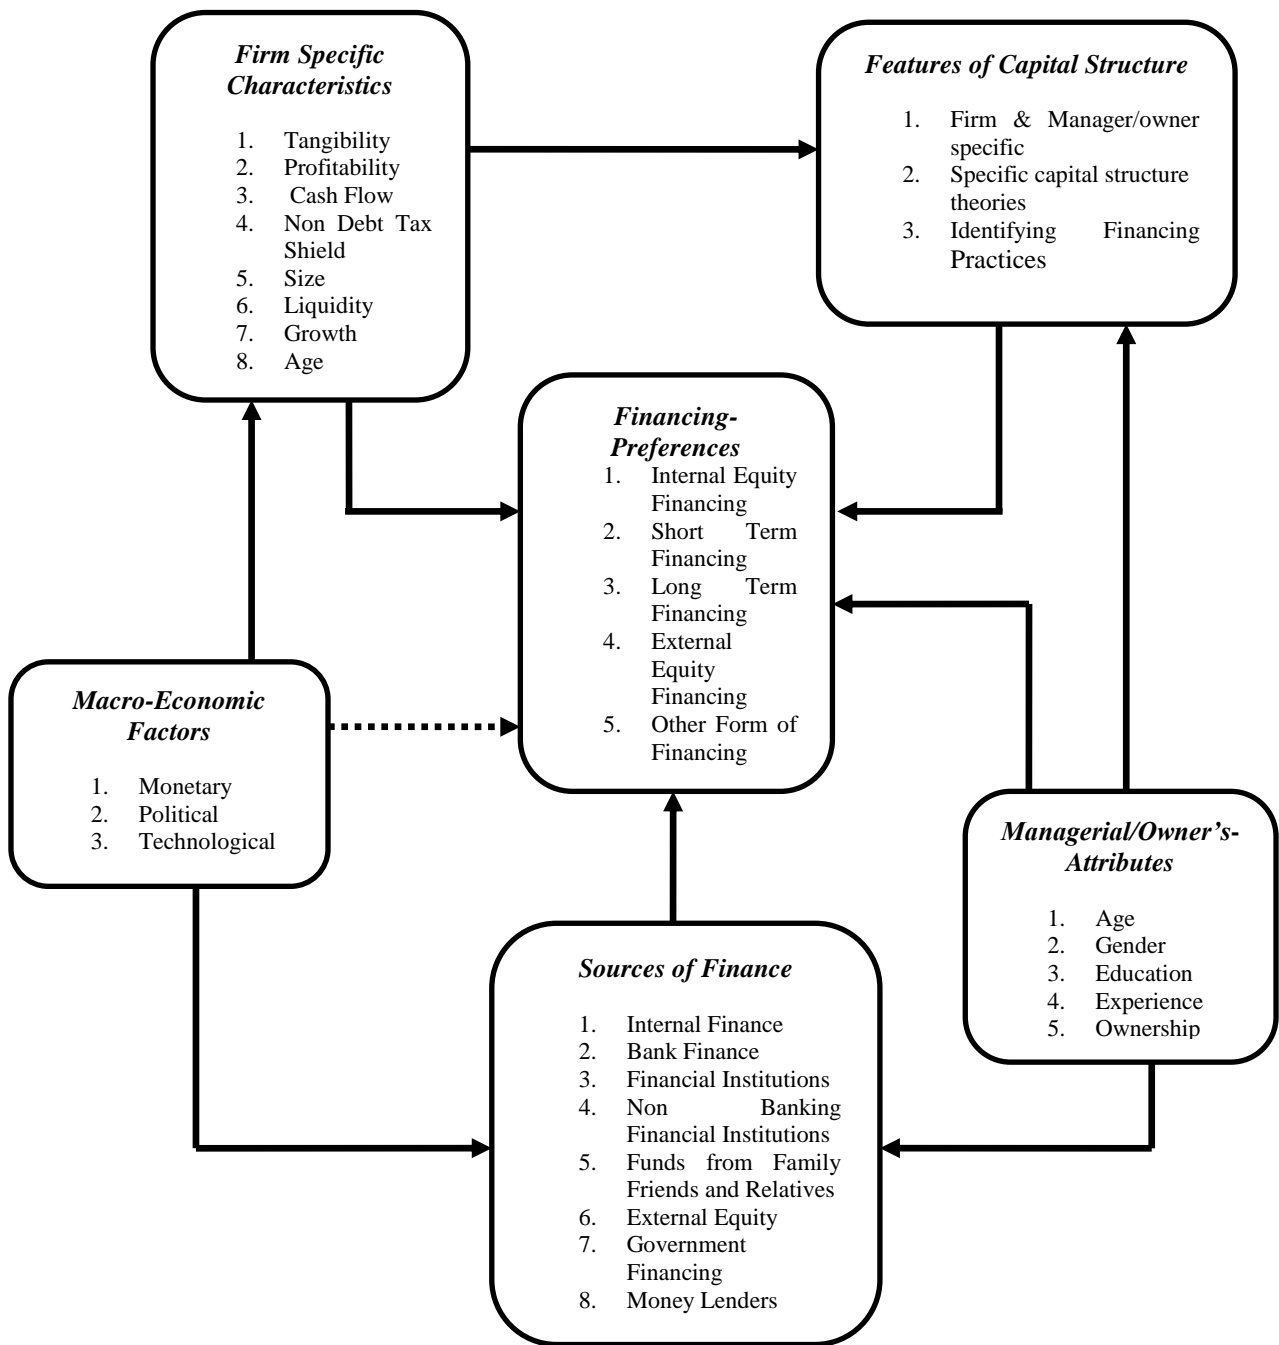 Firm Specific
Characteristics
1. Tangibility
2. Profitability
3. Cash Flow
4. Non Debt Tax
Shield
5. Size
6. Liquidity
7. Growth
8. Age
Features of Capital Structure
1. Firm & Manager/owner
specific
2. Specific capital structure
theories
3. Identifying Financing
Practices
Financing-
Preferences
1. Internal Equity
Financing
2. Short Term
Financing
3. Long Term
Financing
4. External
Equity
Financing
5. Other Form of
Financing
Macro-Economic
Factors
1. Monetary
2. Political
3. Technological
Managerial/Owner’s-
Attributes
1. Age
2. Gender
3. Education
4. Experience
5. Ownership
Sources of Finance
1. Internal Finance
2. Bank Finance
3. Financial Institutions
4. Non Banking
Financial Institutions
5. Funds from Family
Friends and Relatives
6. External Equity
7. Government
Financing
8. Money Lenders